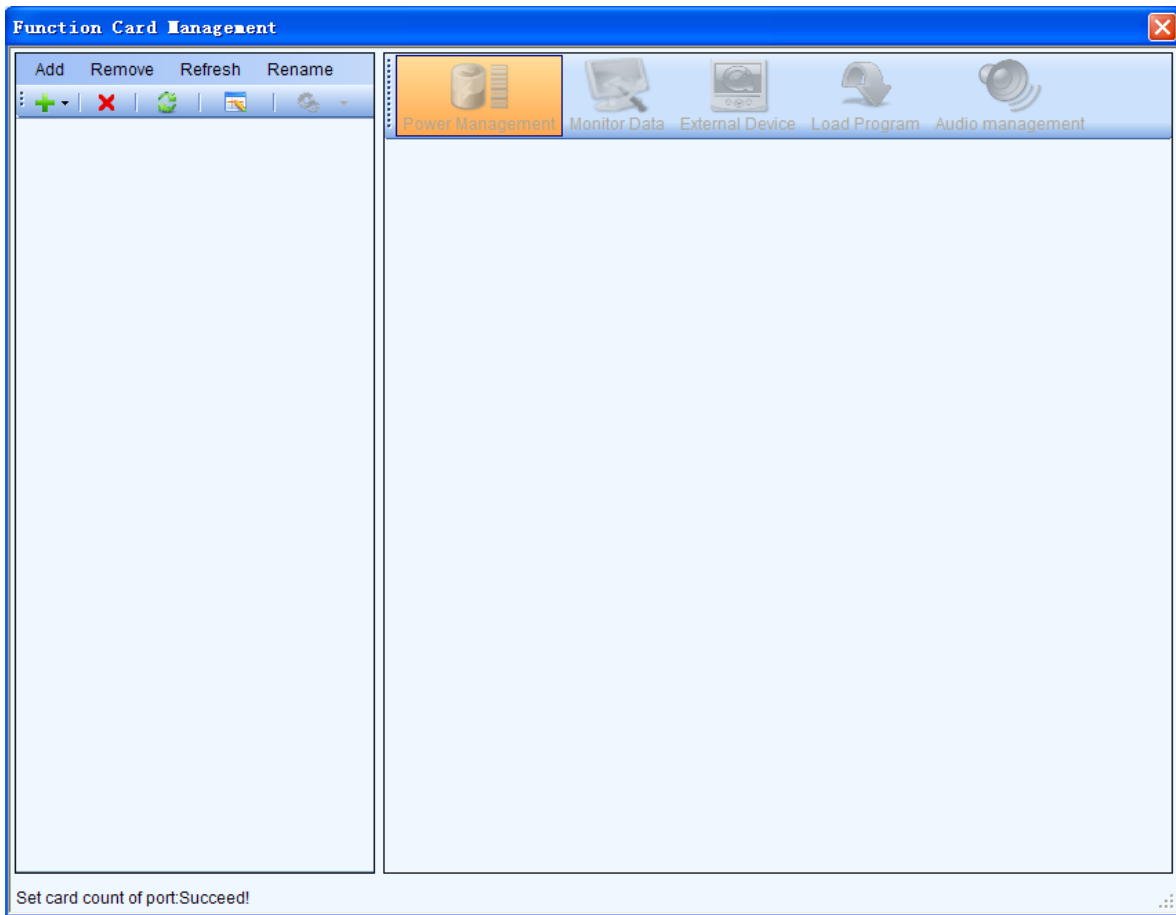 Function Card Management
Add Remove Refresh Rename
Power Management Monitor Data External Device Load Program Audio management
Set card count of port:Succeed!